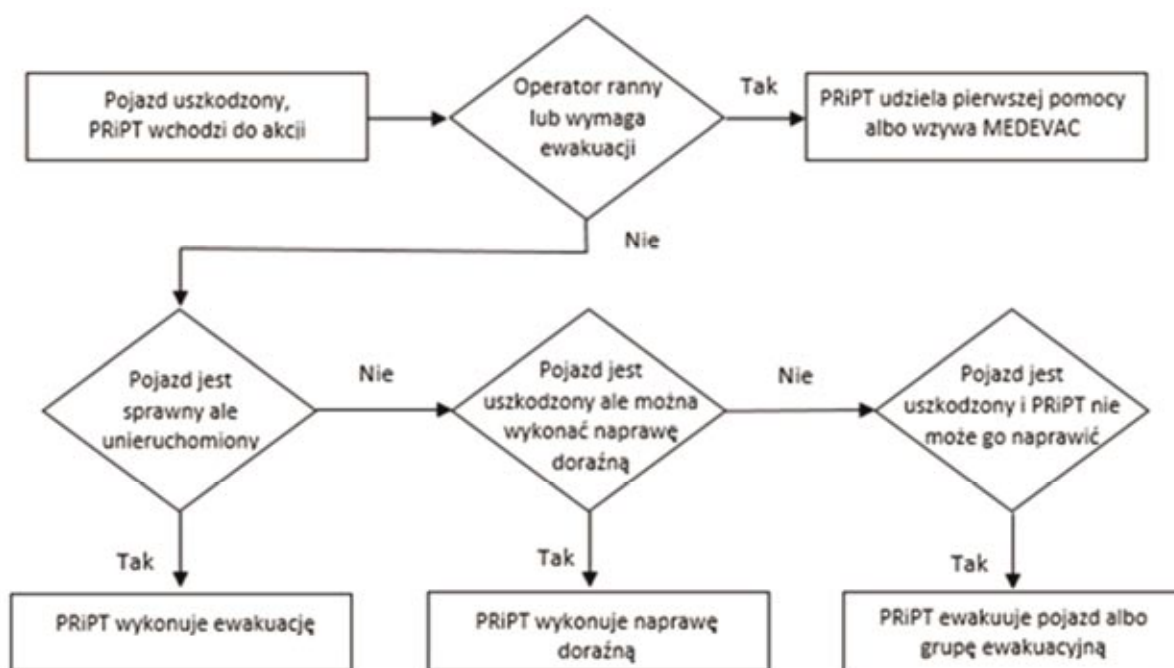 Pojazd uszkodzony,
PRiPT wchodzi do akcji
Operator ranny
lub wymaga
ewakuacji
Tak
PRiPT udziela pierwszej pomocy
albo wzywa MEDEVAC
Nie
Pojazd jest
sprawny ale
unieruchomiony
Nie
Pojazd jest
uszkodzony ale można
wykonać naprawę
doraźną
Nie
Pojazd jest
uszkodzony i PRiPT nie
może go naprawić
Tak
Tak
Tak
PRiPT wykonuje ewakuację
PRiPT wykonuje naprawę
doraźną
PRiPT ewakuuje pojazd albo
grupę ewakuacyjną